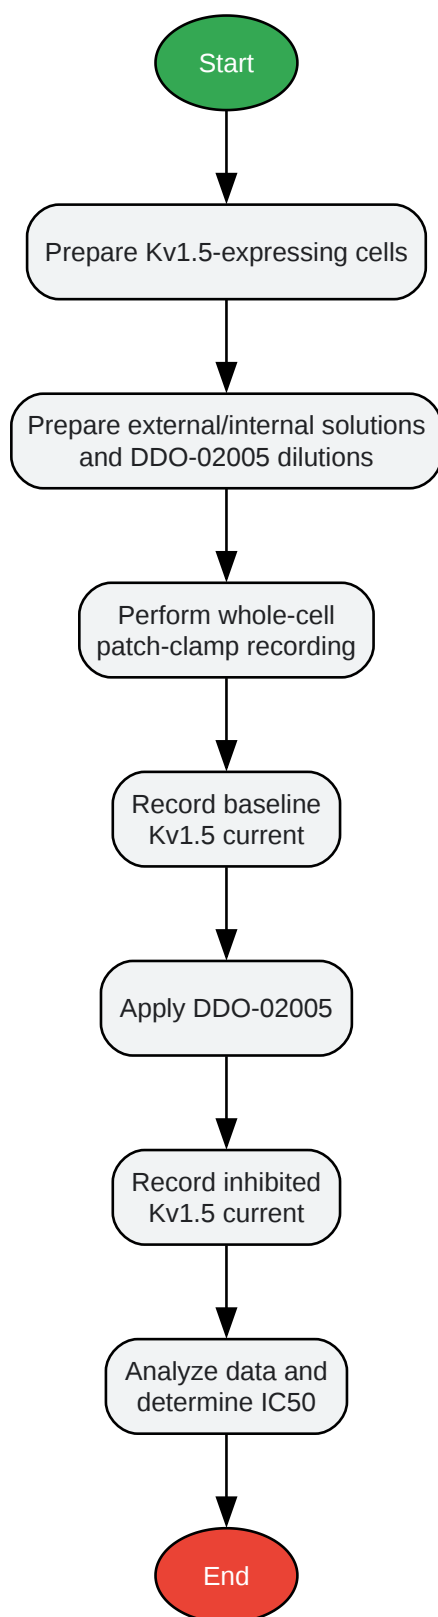 Start
Prepare Kv1.5-expressing cells
Prepare external/internal solutions
and DDO-02005 dilutions
Perform whole-cell
patch-clamp recording
Record baseline
Kv1.5 current
Apply DDO-02005
Record inhibited
Kv1.5 current
Analyze data and
determine IC50
End